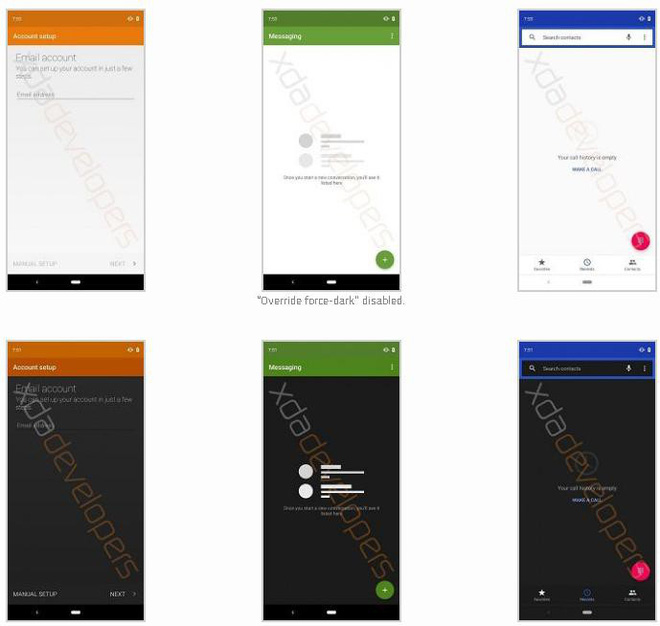 7:55
Account setup
Email account
You can set up your account in just a few
steps.
Email address
MANUAL SETUP
NEXT
xdadevelopers
7:55
Messaging
Once you start a new conversation, you'll see it
listed here
xdadevelopers
7:55
Search contacts
Your call history is empty
MAKE A CALL
Favorites
Recents
Contacts
xdadevelopers
"Override force-dark" disabled.
7:51
Account setup
Email account
You can set up your account in just a few
steps.
Email address
MANUAL SETUP
NEXT
xdadevelopers
7:51
Messaging
Once you start a new conversation, you'll see it
listed here
xdadevelopers
7:51
Search contacts
Your call history is empty
MAKE A CALL
Favorites
Recents
Contacts
xdadevelopers